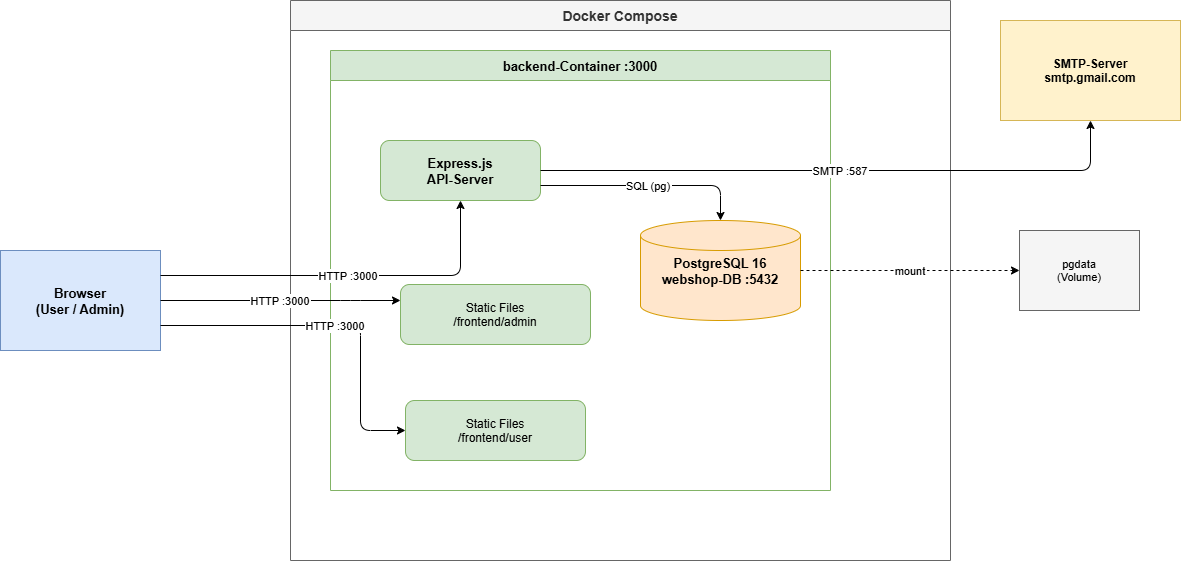 Docker Compose
backend-Container :3000
SMTP-Server
smtp.gmail.com
Express.js
API-Server
SMTP :587
SQL (pg)
PostgreSQL 16
webshop-DB :5432
mount
pgdata
(Volume)
Browser
(User / Admin)
HTTP :3000
HTTP :3000
HTTP :3000
Static Files
/frontend/admin
Static Files
/frontend/user